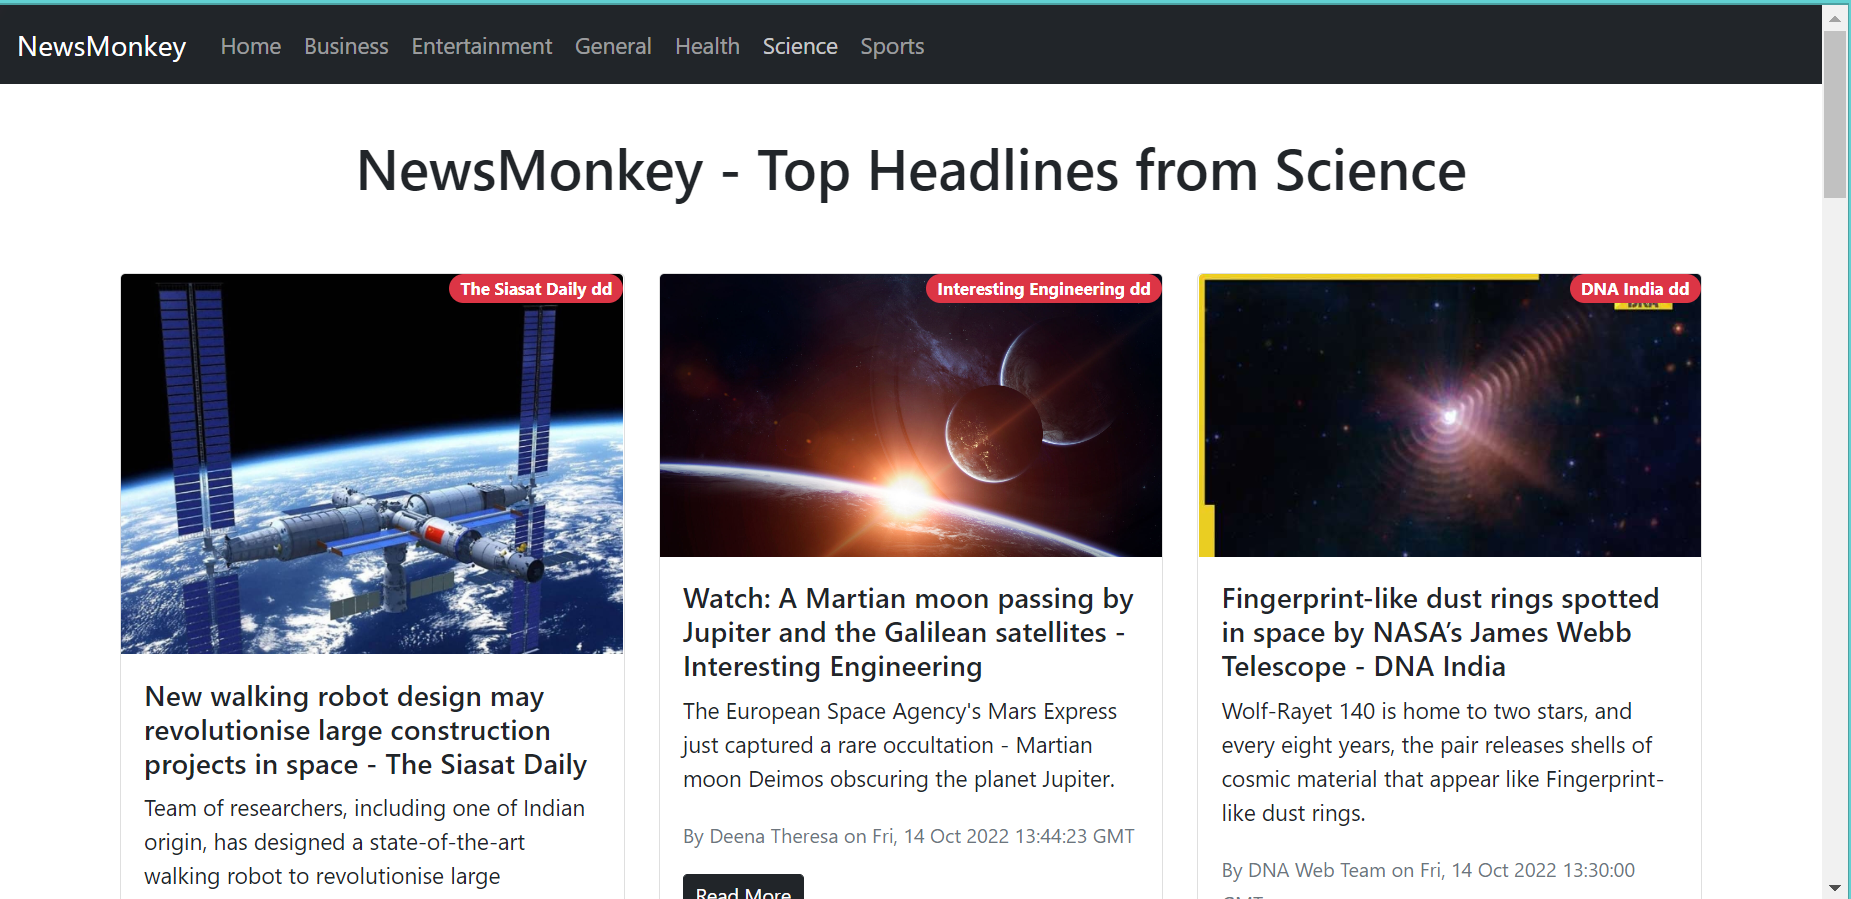 NewsMonkey Home Business Entertainment General Health Science Sports
NewsMonkey - Top Headlines from Science
The Siasat Daily dd
New walking robot design may
revolutionise large construction
projects in space - The Siasat Daily
Team of researchers, including one of Indian
origin, has designed a state-of-the-art
walking robot to revolutionise large
Interesting Engineering dd
Watch: A Martian moon passing by
Jupiter and the Galilean satellites -
Interesting Engineering
The European Space Agency's Mars Express
just captured a rare occultation - Martian
moon Deimos obscuring the planet Jupiter.
By Deena Theresa on Fri, 14 Oct 2022 13:44:23 GMT
Read More
DNA India dd
DNA
Fingerprint-like dust rings spotted
in space by NASA’s James Webb
Telescope - DNA India
Wolf-Rayet 140 is home to two stars, and
every eight years, the pair releases shells of
cosmic material that appear like Fingerprint-
like dust rings.
By DNA Web Team on Fri, 14 Oct 2022 13:30:00
GMT